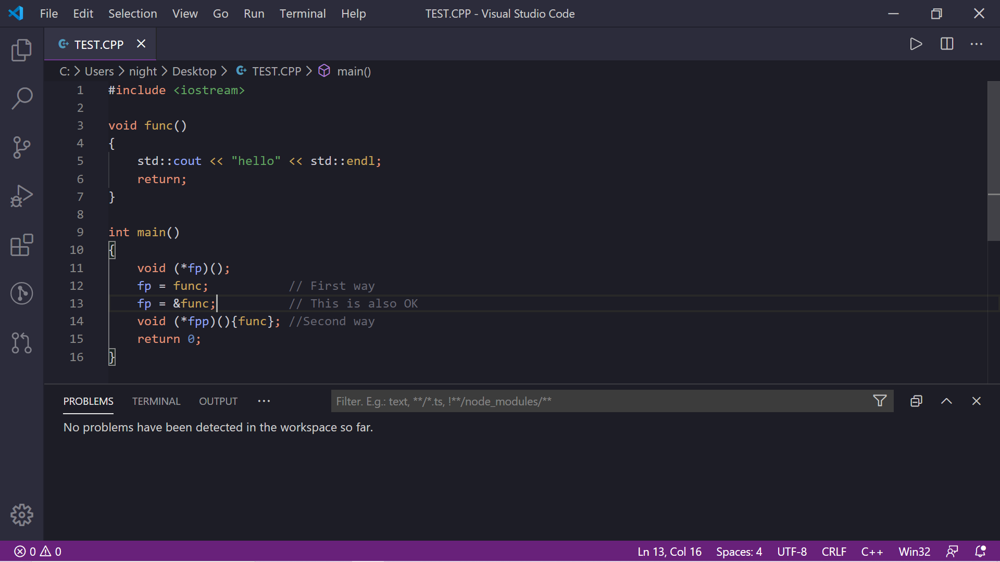 File Edit Selection View Go Run Terminal Help TEST.CPP - Visual Studio Code
TEST.CPP
C: > Users > night > Desktop > TEST.CPP > main()
1 #include <iostream>
2
3 void func()
4 {
5     std::cout << "hello" << std::endl;
6     return;
7 }
8
9 int main()
10 {
11     void (*fp)();
12     fp = func;           // First way
13     fp = &func;          // This is also OK
14     void (*fpp)(){func}; //Second way
15     return 0;
16 }
PROBLEMS TERMINAL OUTPUT ··· Filter. E.g.: text, **/*.ts, !**/node_modules/**
No problems have been detected in the workspace so far.
0 0 Ln 13, Col 16 Spaces: 4 UTF-8 CRLF C++ Win32